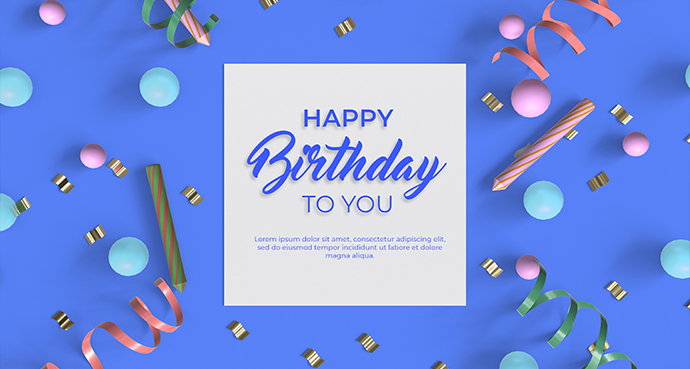 HAPPY
Birthday
TO YOU
Lorem ipsum dolor sit amet, consectetur adipiscing elit,
sed do eiusmod tempor incididunt ut labore et dolore
magna aliqua.